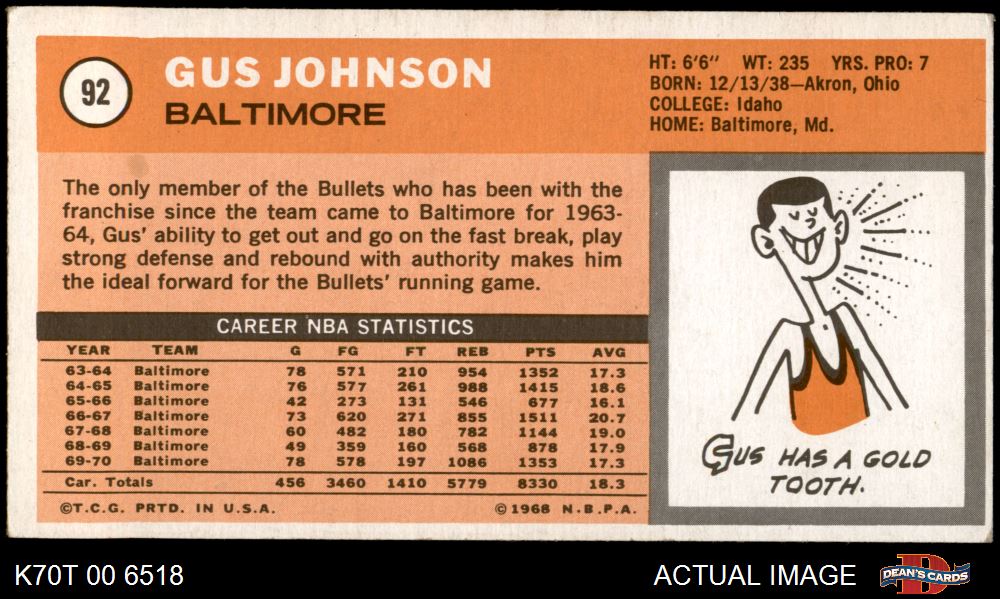 92
GUS JOHNSON
BALTIMORE
HT: 6'6" WT: 235 YRS. PRO: 7
BORN: 12/13/38—Akron, Ohio
COLLEGE: Idaho
HOME: Baltimore, Md.
The only member of the Bullets who has been with the
franchise since the team came to Baltimore for 1963-
64, Gus' ability to get out and go on the fast break, play
strong defense and rebound with authority makes him
the ideal forward for the Bullets' running game.
CAREER NBA STATISTICS
YEAR TEAM G FG FT REB PTS AVG
63-64 Baltimore 78 571 210 954 1352 17.3
64-65 Baltimore 76 577 261 988 1415 18.6
65-66 Baltimore 42 273 131 546 677 16.1
66-67 Baltimore 73 620 271 855 1511 20.7
67-68 Baltimore 60 482 180 782 1144 19.0
68-69 Baltimore 49 359 160 568 878 17.9
69-70 Baltimore 78 578 197 1086 1353 17.3
Car. Totals 456 3460 1410 5779 8330 18.3
©T.C.G. PRTD. IN U.S.A. ©1968 N.B.P.A.
GUS HAS A GOLD
TOOTH.
K70T 00 6518
ACTUAL IMAGE
D
DEAN'S CARDS